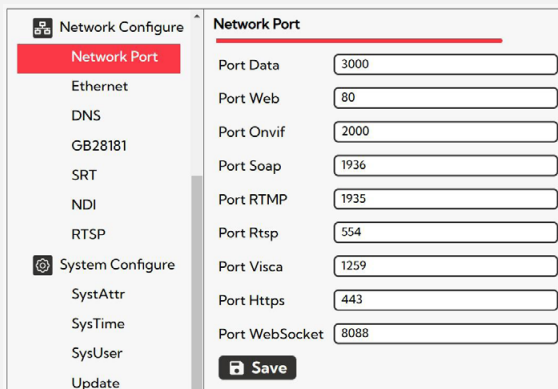 Network Configure
Network Port
Ethernet
DNS
GB28181
SRT
NDI
RTSP
System Configure
SystAttr
SysTime
SysUser
Update
Network Port
Port Data 3000
Port Web 80
Port Onvif 2000
Port Soap 1936
Port RTMP 1935
Port Rtsp 554
Port Visca 1259
Port Https 443
Port WebSocket 8088
Save